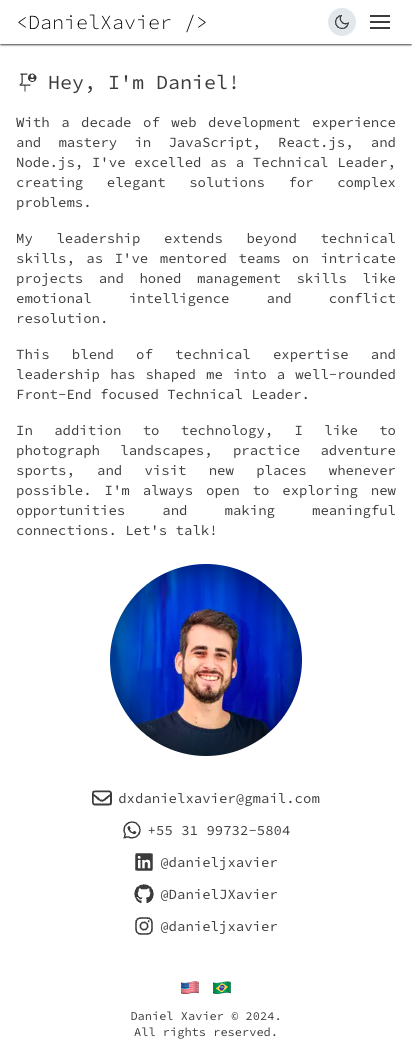 <DanielXavier />
Hey, I'm Daniel!
With a decade of web development experience
and mastery in JavaScript, React.js, and
Node.js, I've excelled as a Technical Leader,
creating elegant solutions for complex
problems.
My leadership extends beyond technical
skills, as I've mentored teams on intricate
projects and honed management skills like
emotional intelligence and conflict
resolution.
This blend of technical expertise and
leadership has shaped me into a well-rounded
Front-End focused Technical Leader.
In addition to technology, I like to
photograph landscapes, practice adventure
sports, and visit new places whenever
possible. I'm always open to exploring new
opportunities and making meaningful
connections. Let's talk!
dxdanielxavier@gmail.com
+55 31 99732-5804
@danieljxavier
@DanielJXavier
@danieljxavier
Daniel Xavier © 2024.
All rights reserved.